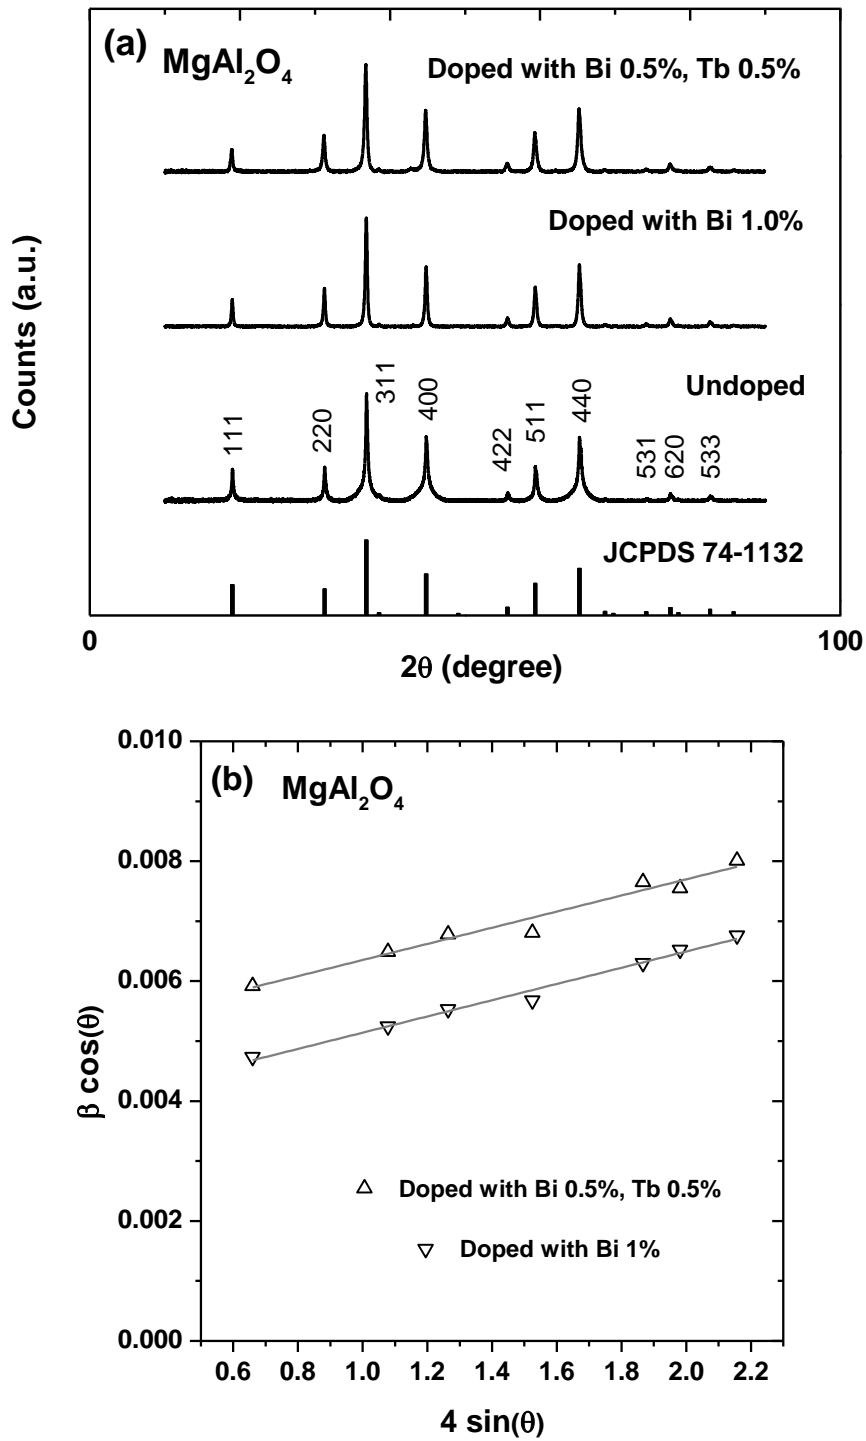 (a) MgAl₂O₄
Doped with Bi 0.5%, Tb 0.5%
Doped with Bi 1.0%
Undoped
111 220 311 400 422 511 440 531 620 533
JCPDS 74-1132
Counts (a.u.)
0 100
2θ (degree)
(b) MgAl₂O₄
0.010
0.008
0.006
0.004
0.002
0.000
β cos(θ)
Doped with Bi 0.5%, Tb 0.5%
Doped with Bi 1%
0.6 0.8 1.0 1.2 1.4 1.6 1.8 2.0 2.2
4 sin(θ)